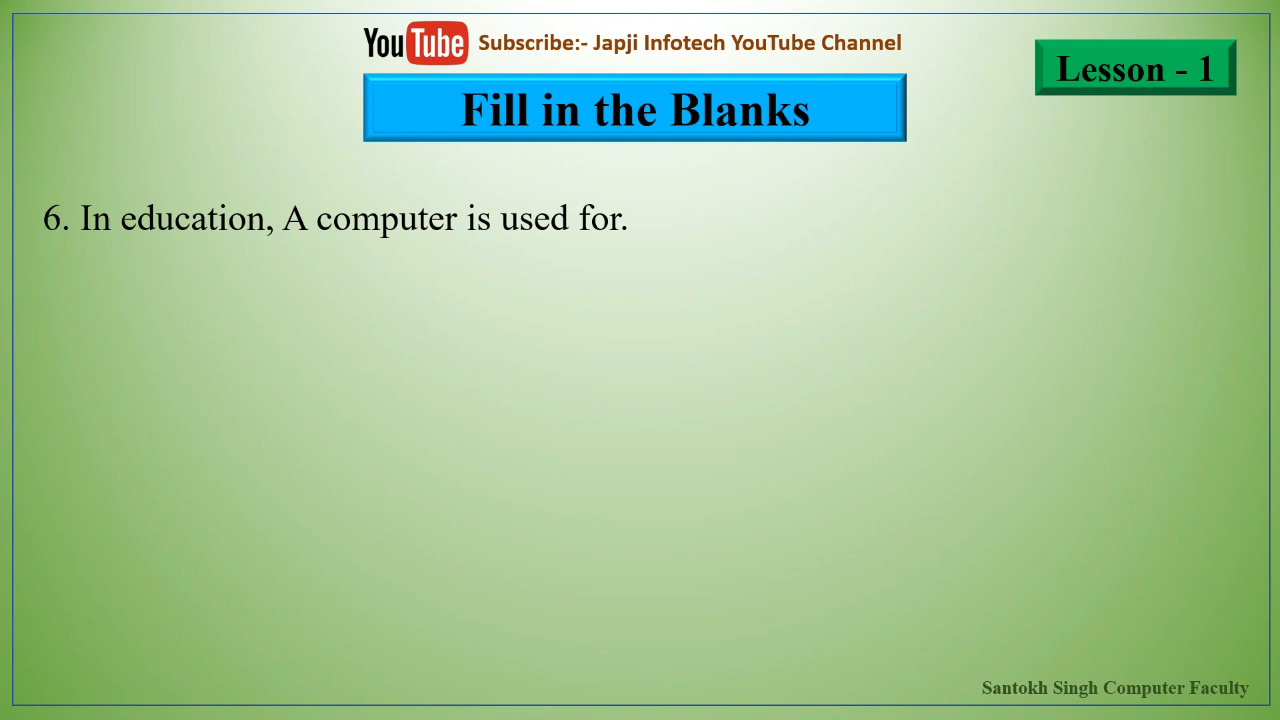 YouTube Subscribe:- Japji Infotech YouTube Channel
Lesson - 1
Fill in the Blanks
6. In education, A computer is used for.
Santokh Singh Computer Faculty